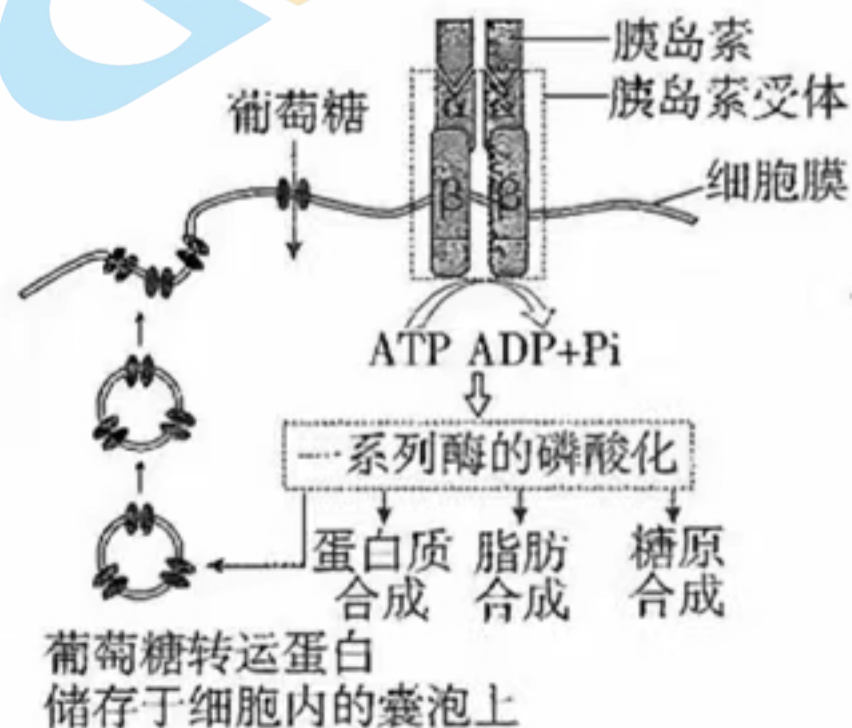 胰岛素
胰岛素受体
葡萄糖
细胞膜
α
α
β
β
ATP ADP+Pi
一系列酶的磷酸化
蛋白质
合成
脂肪
合成
糖原
合成
葡萄糖转运蛋白
储存于细胞内的囊泡上